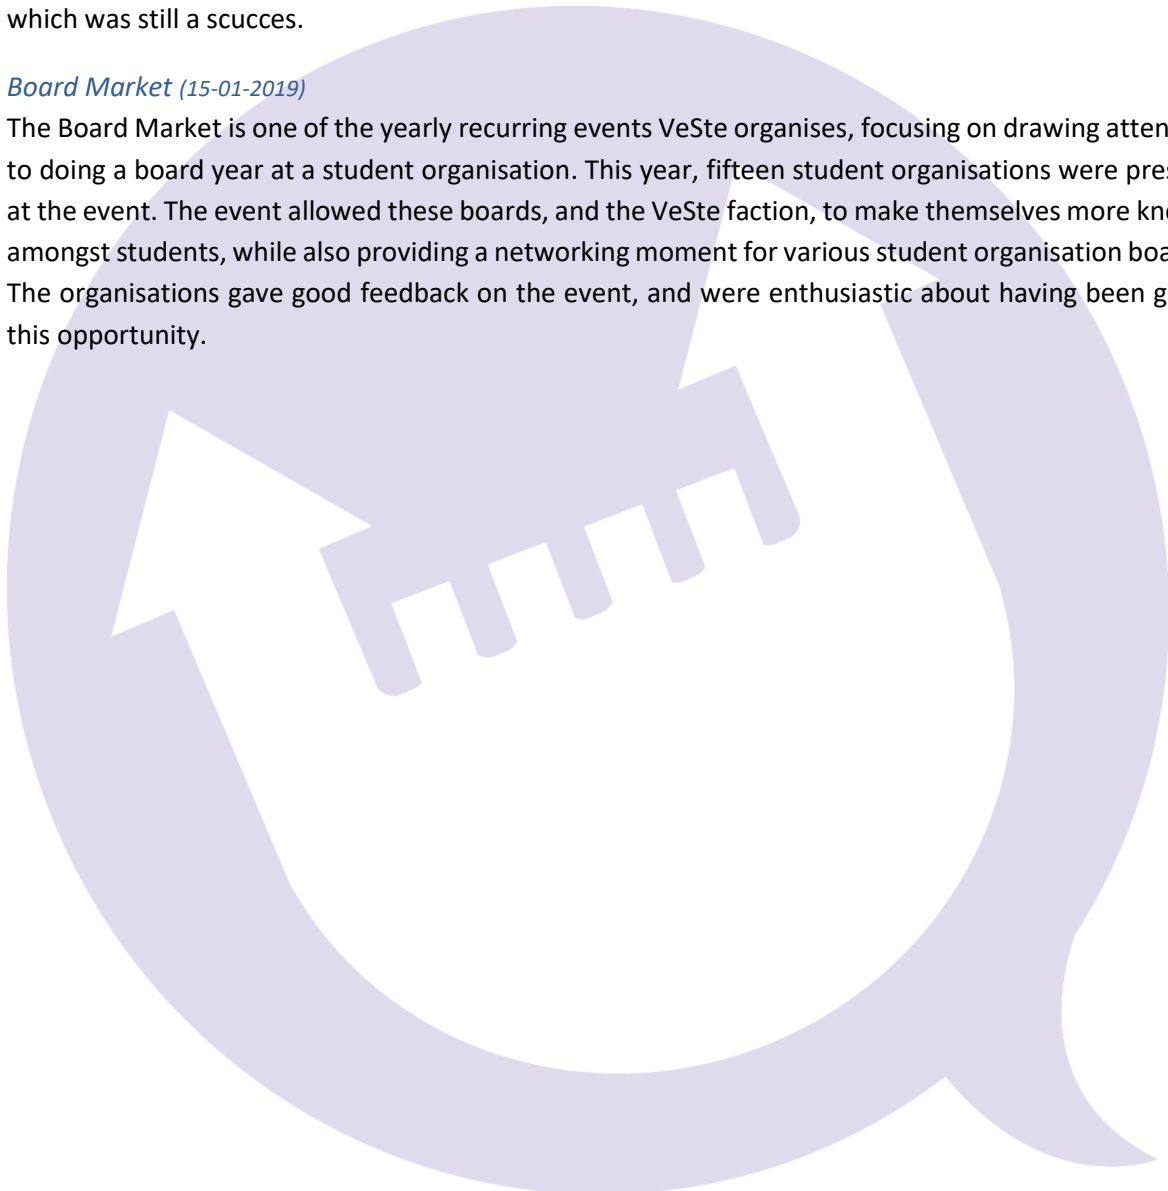 which was still a scucces.
Board Market (15-01-2019)
The Board Market is one of the yearly recurring events VeSte organises, focusing on drawing atten
to doing a board year at a student organisation. This year, fifteen student organisations were pres
at the event. The event allowed these boards, and the VeSte faction, to make themselves more kno
amongst students, while also providing a networking moment for various student organisation boa
The organisations gave good feedback on the event, and were enthusiastic about having been g
this opportunity.